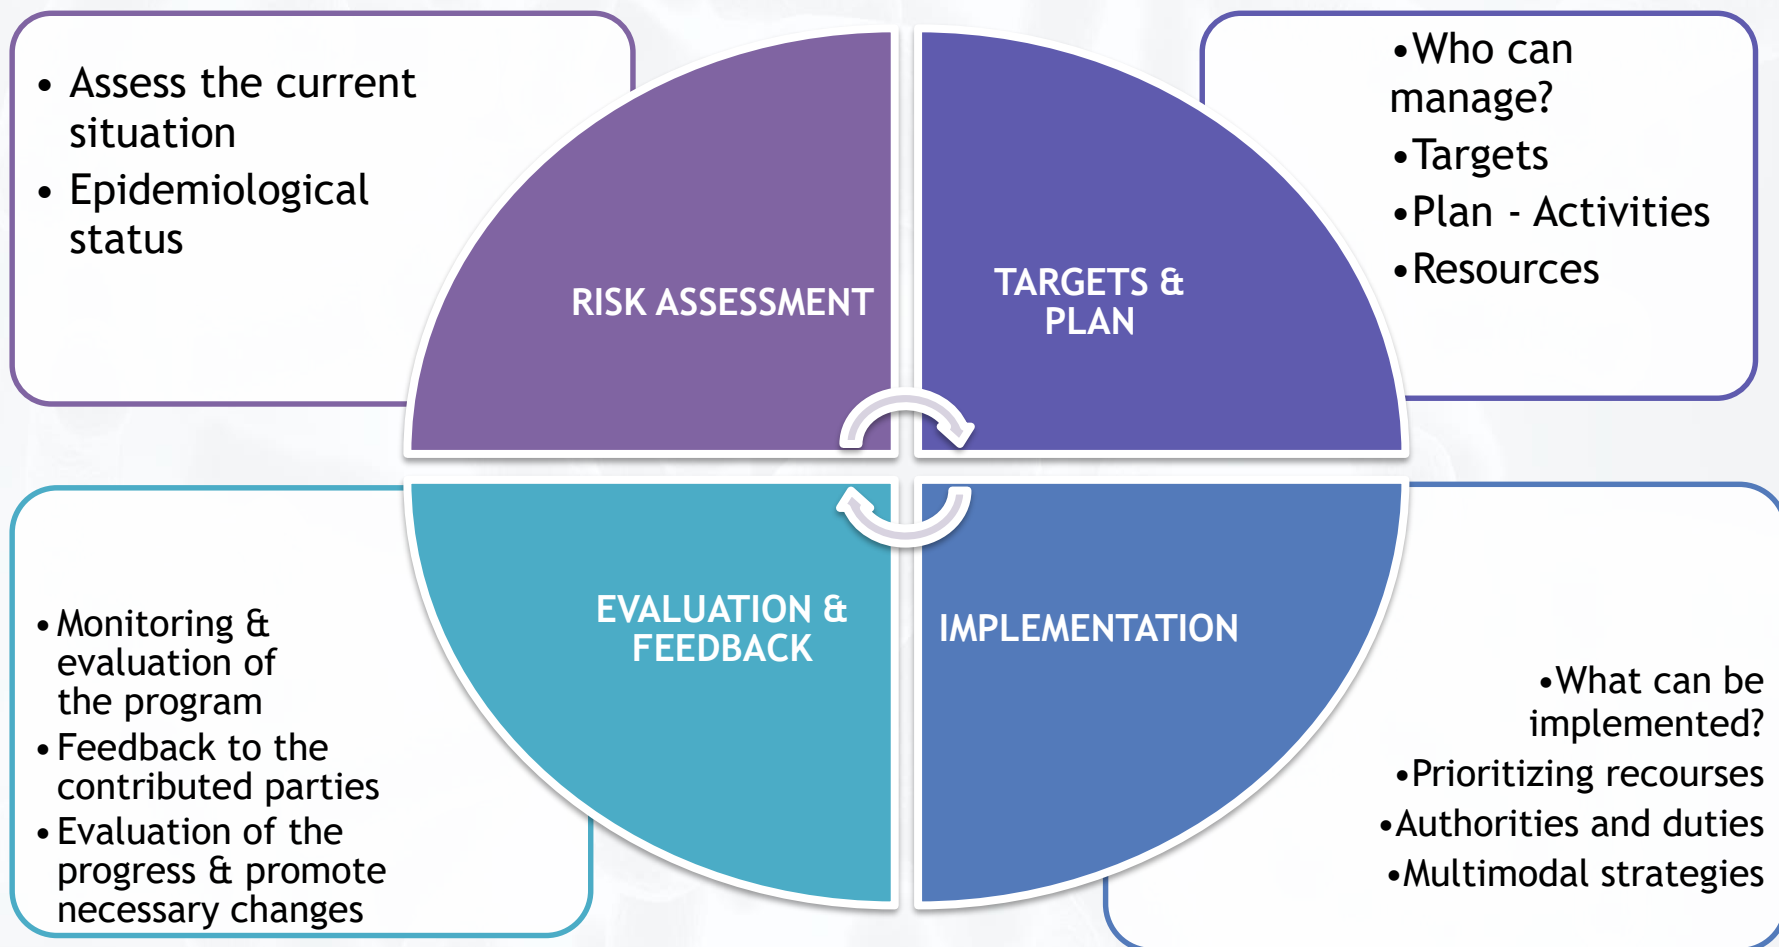 • Assess the current
situation
• Epidemiological
status
RISK ASSESSMENT
TARGETS &
PLAN
•Who can
manage?
•Targets
•Plan - Activities
•Resources
• Monitoring &
evaluation of
the program
• Feedback to the
contributed parties
• Evaluation of the
progress & promote
necessary changes
EVALUATION &
FEEDBACK
IMPLEMENTATION
•What can be
implemented?
•Prioritizing recourses
•Authorities and duties
•Multimodal strategies